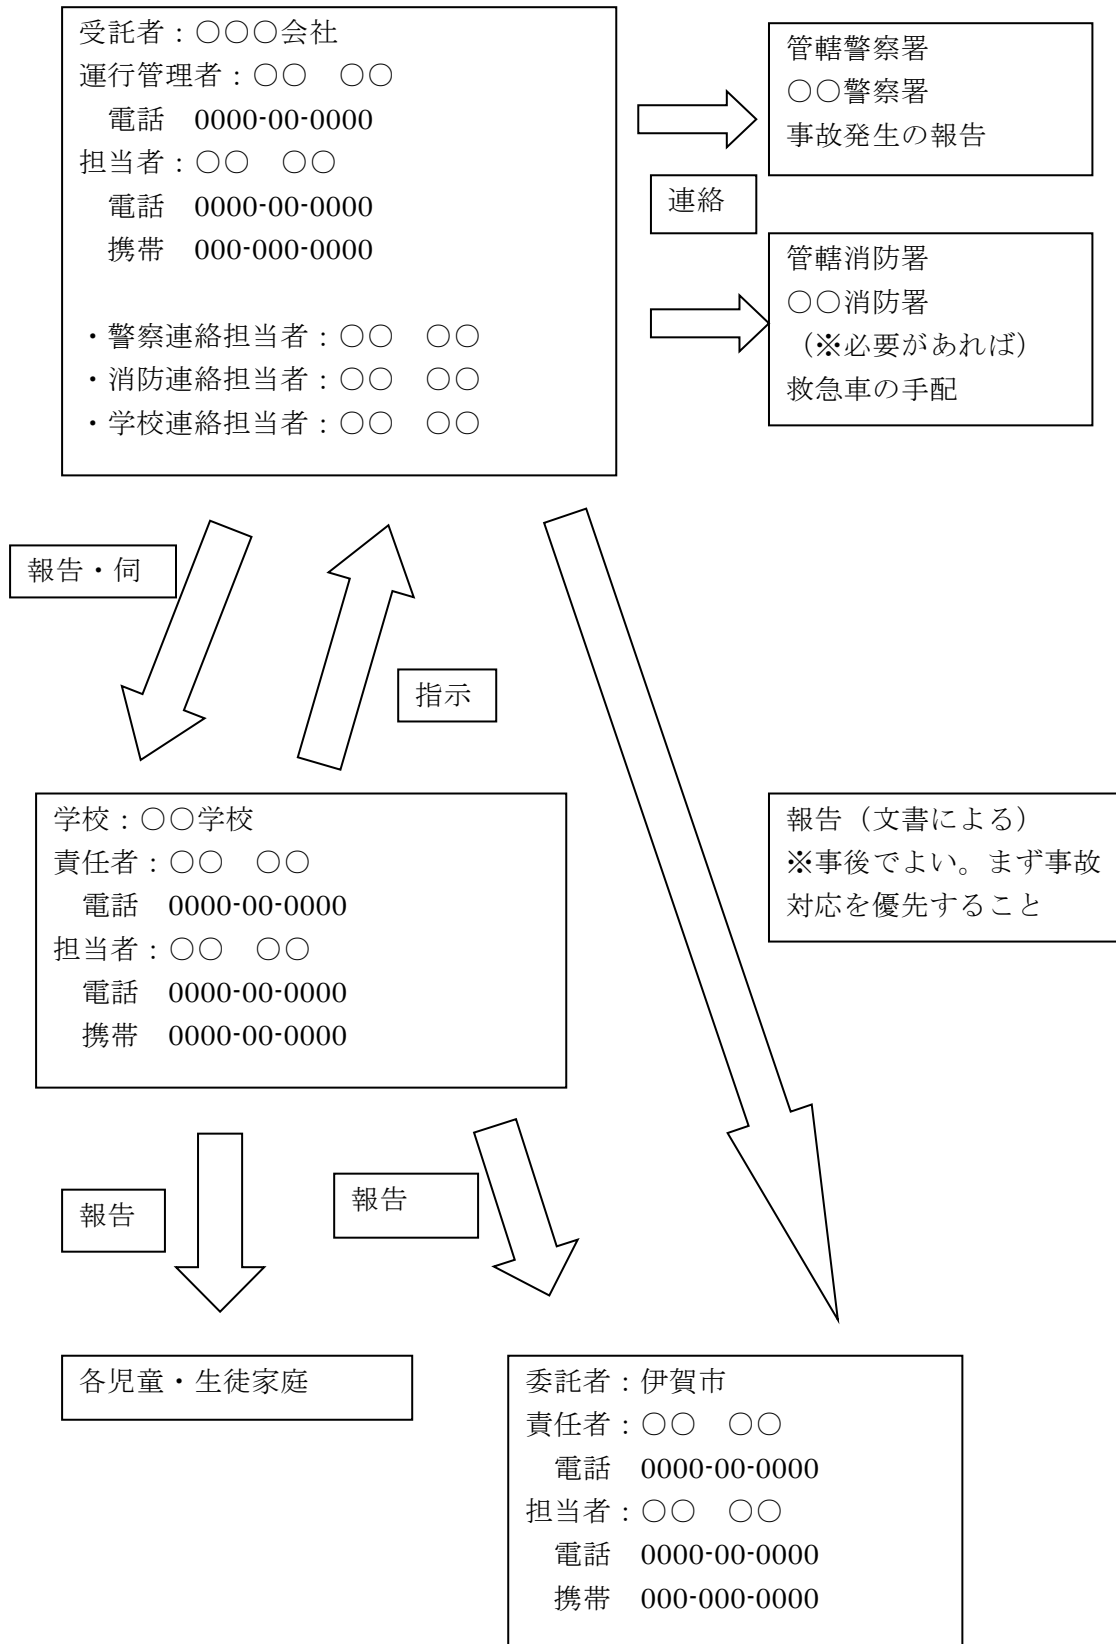 受託者：○○○会社
運行管理者：○○　○○
電話　0000-00-0000
担当者：○○　○○
電話　0000-00-0000
携帯　000-000-0000
・警察連絡担当者：○○　○○
・消防連絡担当者：○○　○○
・学校連絡担当者：○○　○○
管轄警察署
○○警察署
事故発生の報告
連絡
管轄消防署
○○消防署
（※必要があれば）
救急車の手配
報告・伺
指示
学校：○○学校
責任者：○○　○○
電話　0000-00-0000
担当者：○○　○○
電話　0000-00-0000
携帯　0000-00-0000
報告（文書による）
※事後でよい。まず事故
対応を優先すること
報告
報告
各児童・生徒家庭
委託者：伊賀市
責任者：○○　○○
電話　0000-00-0000
担当者：○○　○○
電話　0000-00-0000
携帯　000-000-0000